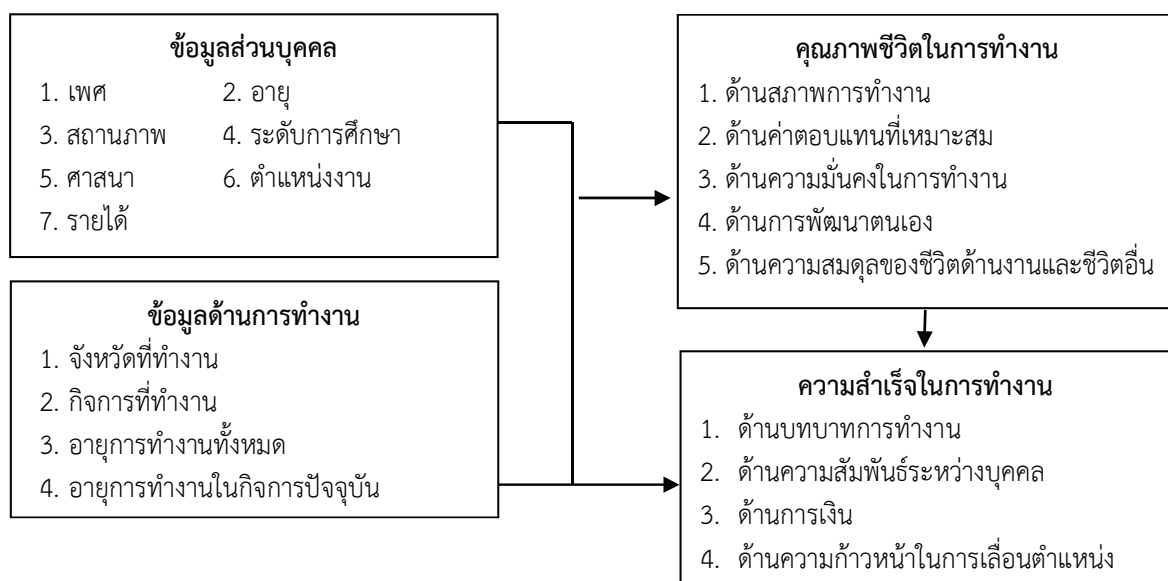 ข้อมูลส่วนบุคคล
1. เพศ 2. อายุ
3. สถานภาพ 4. ระดับการศึกษา
5. ศาสนา 6. ตำแหน่งงาน
7. รายได้
ข้อมูลด้านการทำงาน
1. จังหวัดที่ทำงาน
2. กิจการที่ทำงาน
3. อายุการทำงานทั้งหมด
4. อายุการทำงานในกิจการปัจจุบัน
คุณภาพชีวิตในการทำงาน
1. ด้านสภาพการทำงาน
2. ด้านค่าตอบแทนที่เหมาะสม
3. ด้านความมั่นคงในการทำงาน
4. ด้านการพัฒนาตนเอง
5. ด้านความสมดุลของชีวิตด้านงานและชีวิตอื่น
ความสำเร็จในการทำงาน
1. ด้านบทบาทการทำงาน
2. ด้านความสัมพันธ์ระหว่างบุคคล
3. ด้านการเงิน
4. ด้านความก้าวหน้าในการเลื่อนตำแหน่ง